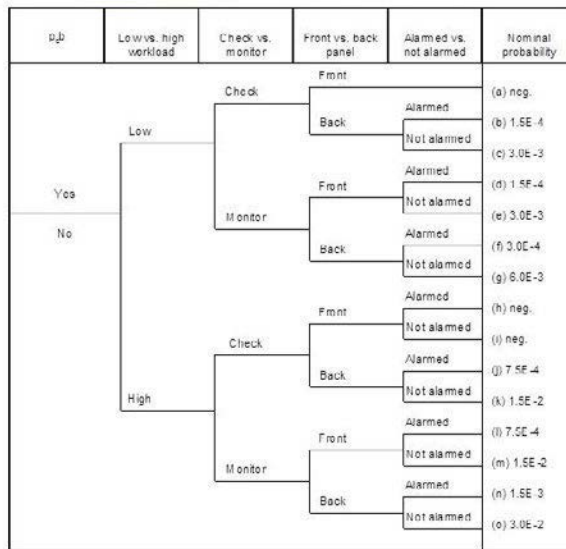 pcb
Low vs. high workload
Check vs. monitor
Front vs. back panel
Alarmed vs. not alarmed
Nominal probability
Front
(a) neg.
Check
Alarmed
(b) 1.5E-4
Low
Back
Not alarmed
(c) 3.0E-3
Alarmed
(d) 1.5E-4
Front
Not alarmed
Yes
(e) 3.0E-3
Monitor
No
Alarmed
(f) 3.0E-4
Back
Not alarmed
(g) 6.0E-3
Alarmed
(h) neg.
Front
Not alarmed
(i) neg.
Check
Alarmed
(j) 7.5E-4
Back
Not alarmed
(k) 1.5E-2
High
Alarmed
(l) 7.5E-4
Front
Not alarmed
(m) 1.5E-2
Monitor
Alarmed
(n) 1.5E-3
Back
Not alarmed
(o) 3.0E-2